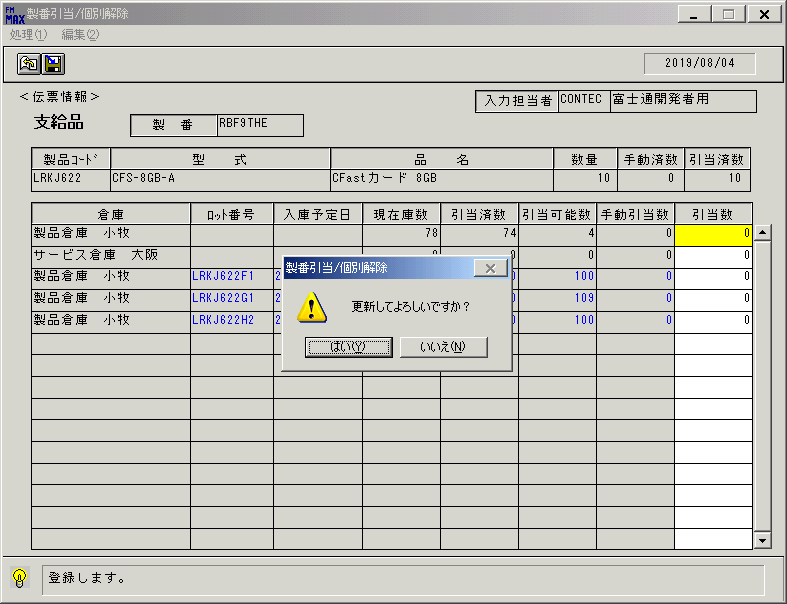 FM MAX 製番引当/個別解除
処理(1) 編集(2)
2019/08/04
＜伝票情報＞
入力担当者 CONTEC 富士通開発者用
支給品 製番 RBF9THE
製品ｺｰﾄﾞ 型式 品名 数量 手動済数 引当済数
LRKJ622 CFS-8GB-A CFastカード 8GB 10 0 10
倉庫 ﾛｯﾄ番号 入庫予定日 現在庫数 引当済数 引当可能数 手動引当数 引当数
製品倉庫 小牧 78 74 4 0 0
サービス倉庫 大阪 0 0 0
製品倉庫 小牧 LRKJ622F1 2 100 0 0
製品倉庫 小牧 LRKJ622G1 2 109 0 0
製品倉庫 小牧 LRKJ622H2 2 100 0 0
製番引当/個別解除
更新してよろしいですか？
はい(Y) いいえ(N)
登録します。